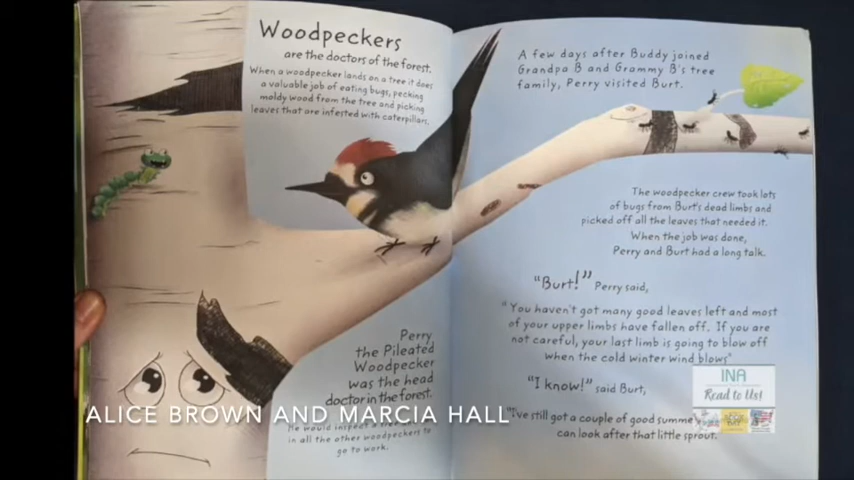 Woodpeckers
are the doctors of the forest.
When a woodpecker lands on a tree it does
a valuable job of eating bugs, pecking
moldy wood from the tree and picking
leaves that are infested with caterpillars.
Perry
the Pileated
Woodpecker
was the head
doctor in the forest.
He would inspect a tree
in all the other woodpeckers to
go to work.
A few days after Buddy joined
Grandpa B and Grammy B's tree
family, Perry visited Burt.
The woodpecker crew took lots
of bugs from Burt's dead limbs and
picked off all the leaves that needed it.
When the job was done,
Perry and Burt had a long talk.
"Burt!" Perry said,
"You haven't got many good leaves left and most
of your upper limbs have fallen off. If you are
not careful, your last limb is going to blow off
when the cold winter wind blows"
"I know!" said Burt,
"I've still got a couple of good
can look after that little sprout.
ALICE BROWN AND MARCIA HALL
INA
Read to Us!